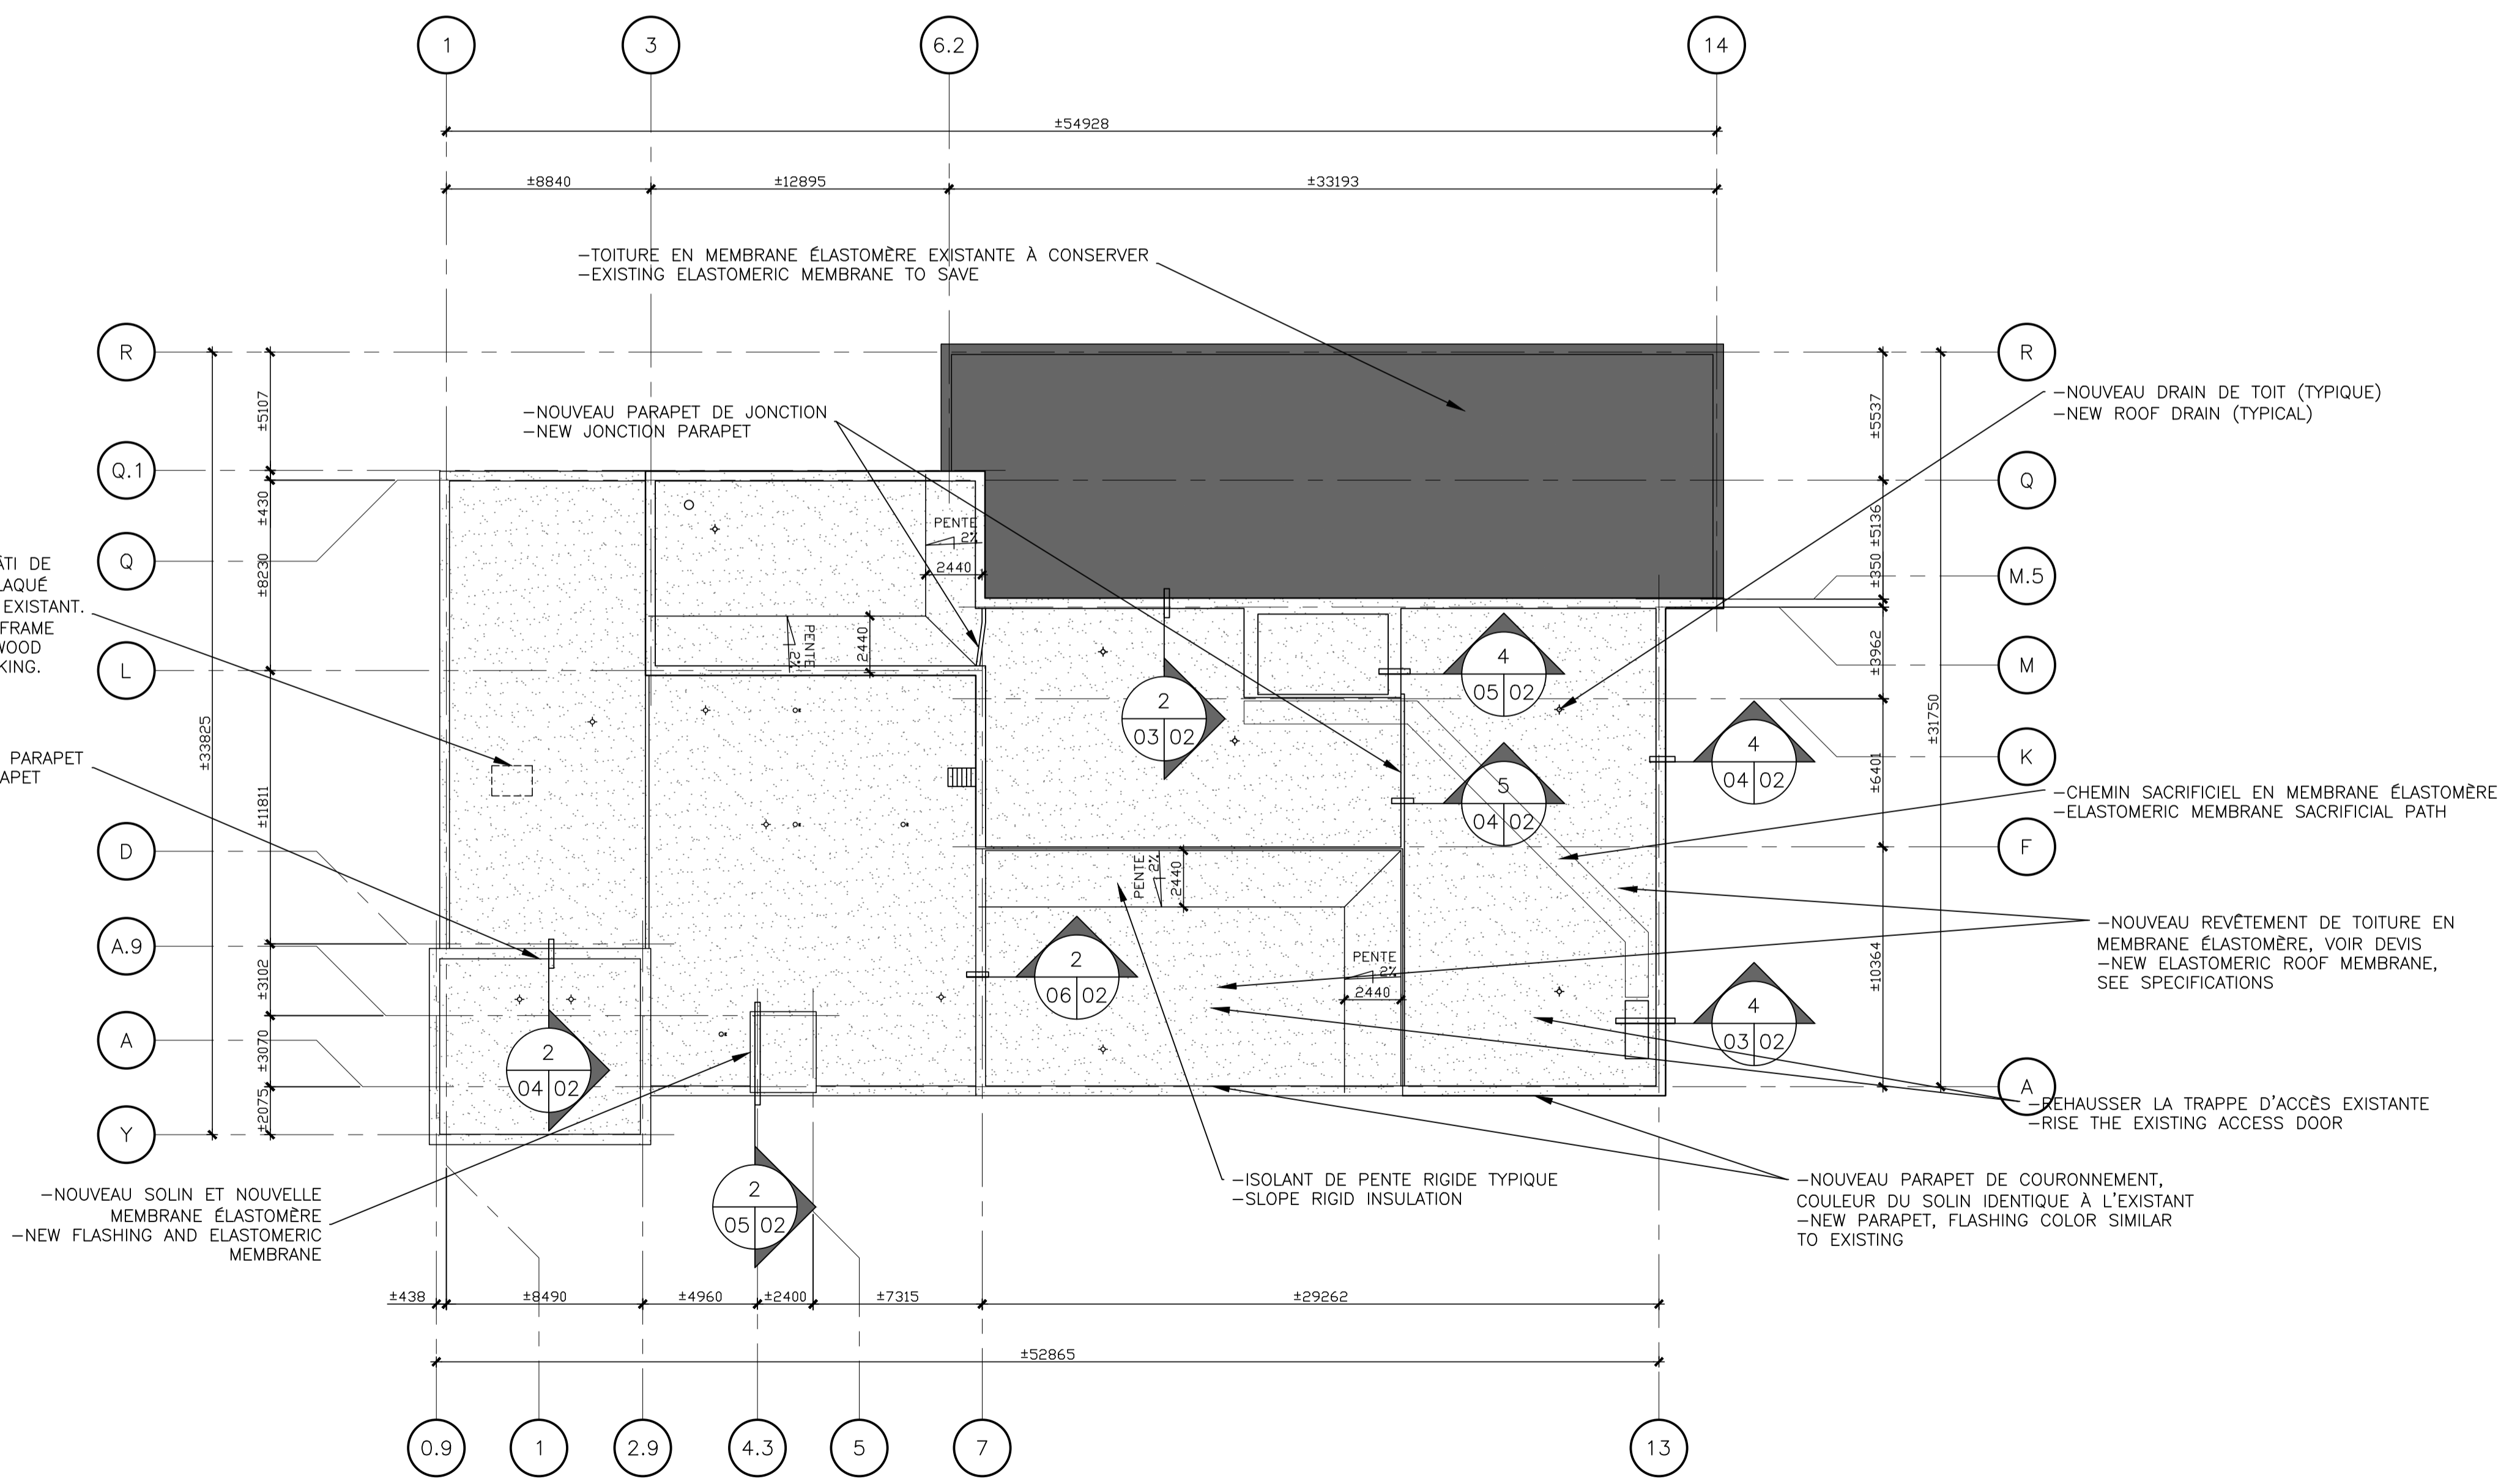 1
3
6.2
14
±54928
±8840
±12895
±33193
-TOITURE EN MEMBRANE ÉLASTOMÈRE EXISTANTE À CONSERVER
-EXISTING ELASTOMERIC MEMBRANE TO SAVE
R
R
±5107
±5537
-NOUVEAU DRAIN DE TOIT (TYPIQUE)
-NEW ROOF DRAIN (TYPICAL)
-NOUVEAU PARAPET DE JONCTION
-NEW JONCTION PARAPET
Q.1
Q
±430
±5136
PENTE
2%
2440
Q
±8230
±350
M.5
DE
EXISTANT.
FRAME
PENTE
2%
2440
L
±3962
M
4
05 02
2
03 02
±33825
±31750
4
04 02
K
PARAPET
±6401
5
04 02
±11811
-CHEMIN SACRIFICIEL EN MEMBRANE ÉLASTOMÈRE
-ELASTOMERIC MEMBRANE SACRIFICIAL PATH
D
F
PENTE
2%
2440
-NOUVEAU REVÊTEMENT DE TOITURE EN
MEMBRANE ÉLASTOMÈRE, VOIR DEVIS
-NEW ELASTOMERIC ROOF MEMBRANE,
SEE SPECIFICATIONS
A.9
±3102
±10364
2
06 02
PENTE
2%
2440
A
±3070
4
03 02
2
04 02
A
-REHAUSSER LA TRAPPE D'ACCÈS EXISTANTE
-RISE THE EXISTING ACCESS DOOR
±2075
Y
-ISOLANT DE PENTE RIGIDE TYPIQUE
-SLOPE RIGID INSULATION
-NOUVEAU PARAPET DE COURONNEMENT,
COULEUR DU SOLIN IDENTIQUE À L'EXISTANT
-NEW PARAPET, FLASHING COLOR SIMILAR
TO EXISTING
-NOUVEAU SOLIN ET NOUVELLE
MEMBRANE ÉLASTOMÈRE
-NEW FLASHING AND ELASTOMERIC
MEMBRANE
2
05 02
±438
±8490
±4960
±2400
±7315
±29262
±52865
0.9
1
2.9
4.3
5
7
13